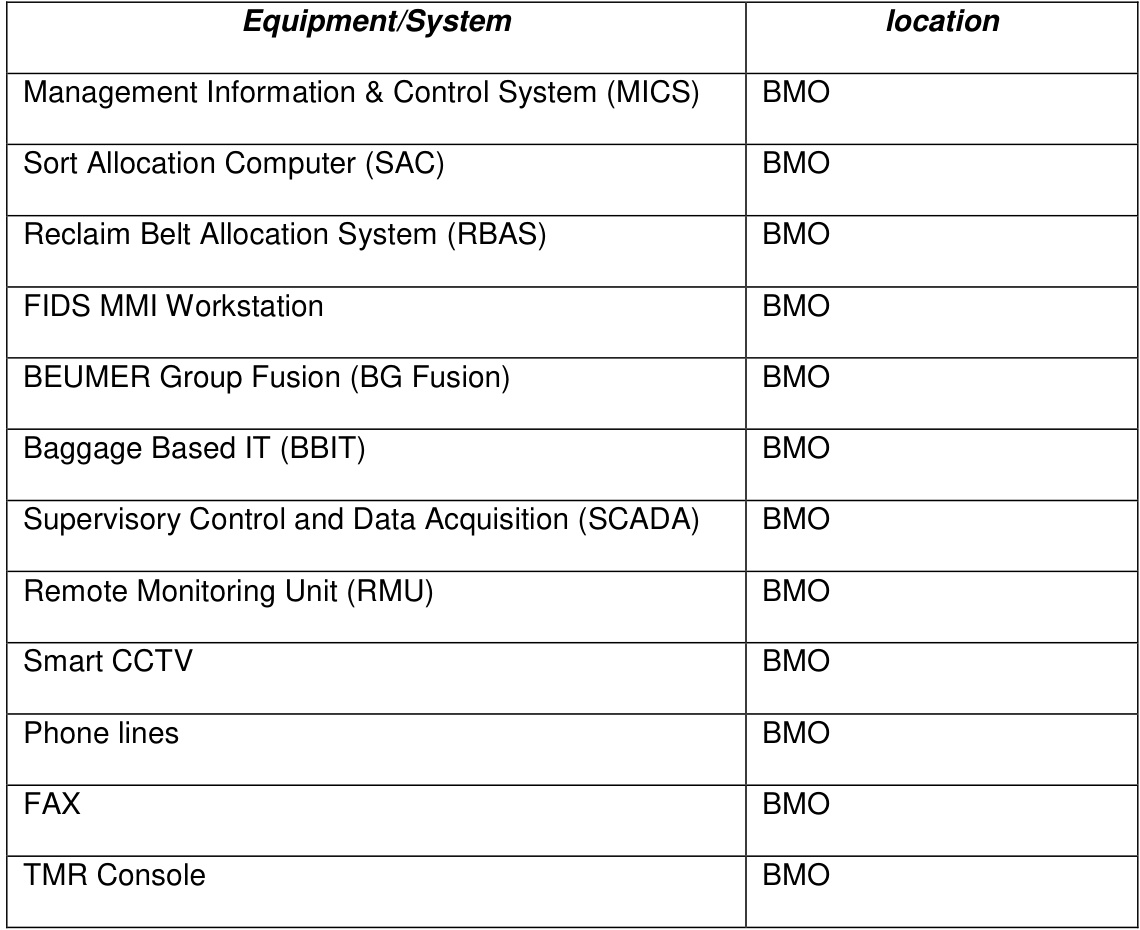 Equipment/System location
Management Information & Control System (MICS) BMO
Sort Allocation Computer (SAC) BMO
Reclaim Belt Allocation System (RBAS) BMO
FIDS MMI Workstation BMO
BEUMER Group Fusion (BG Fusion) BMO
Baggage Based IT (BBIT) BMO
Supervisory Control and Data Acquisition (SCADA) BMO
Remote Monitoring Unit (RMU) BMO
Smart CCTV BMO
Phone lines BMO
FAX BMO
TMR Console BMO